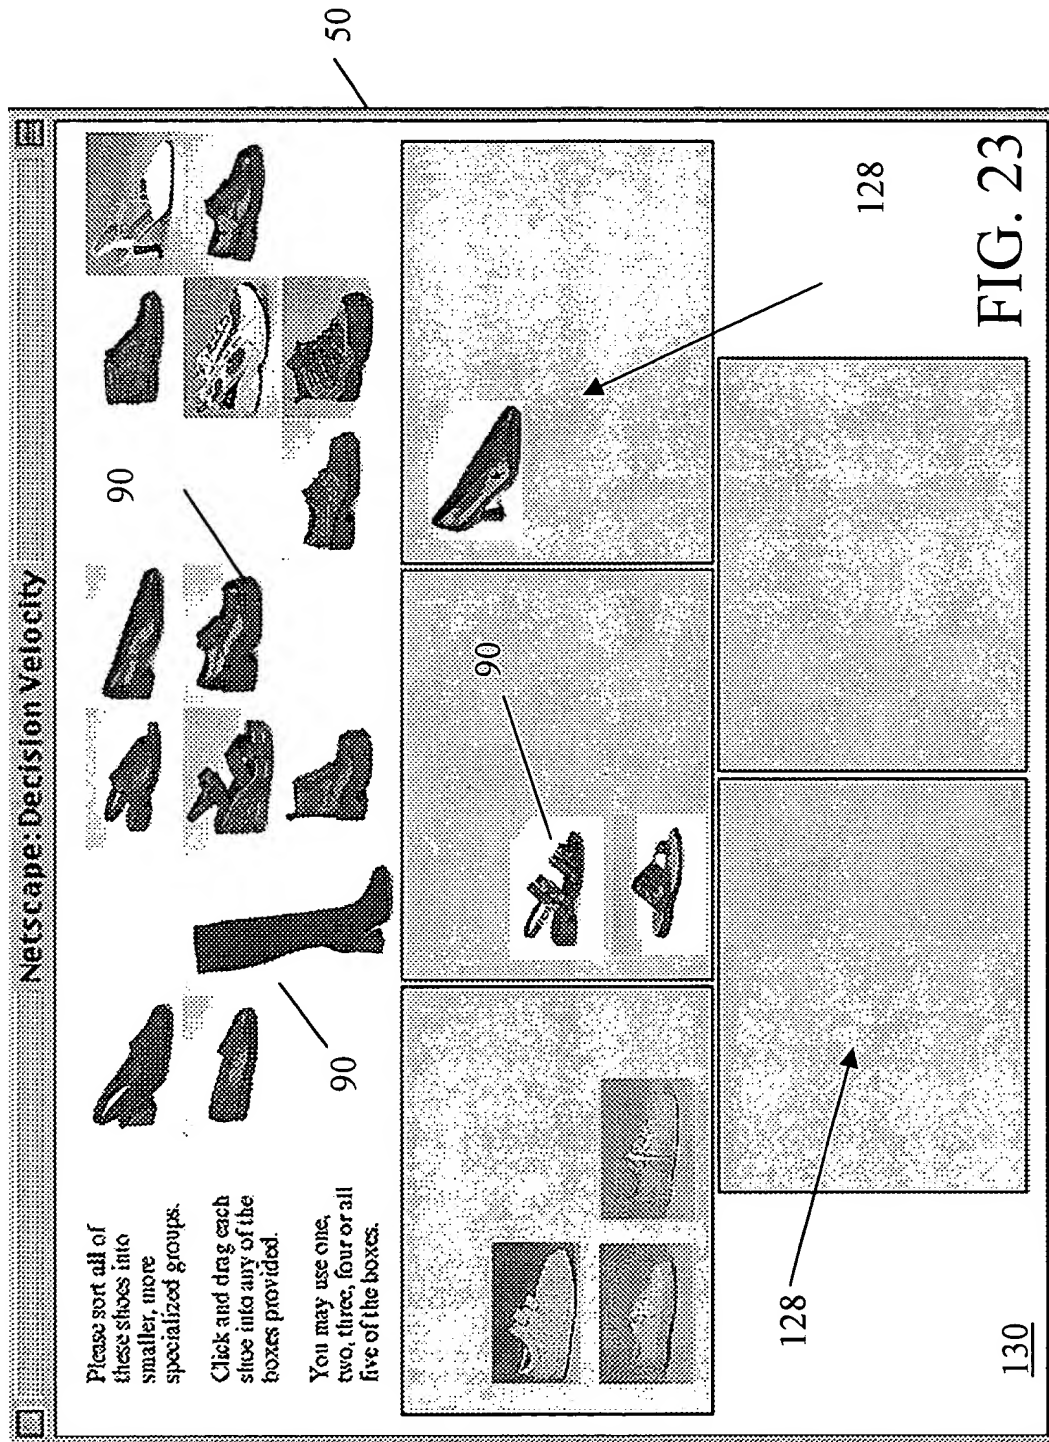 Netscape:Decision Velocity
50
Please sort all of
these shoes into
smaller, more
specialized groups.
Click and drag each
shoe into any of the
boxes provided.
You may use one,
two, three, four or all
five of the boxes.
90
90
90
128
128
130
FIG. 23